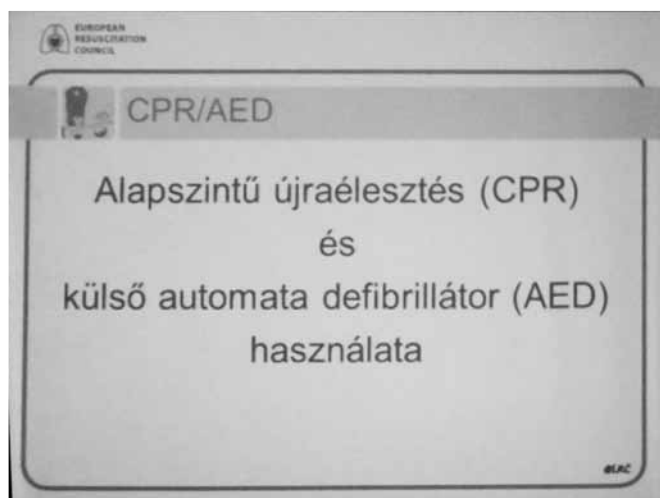 EUROPEAN
RESUSCITATION
COUNCIL
CPR/AED
Alapszintű újraélesztés (CPR)
és
külső automata defibrillátor (AED)
használata